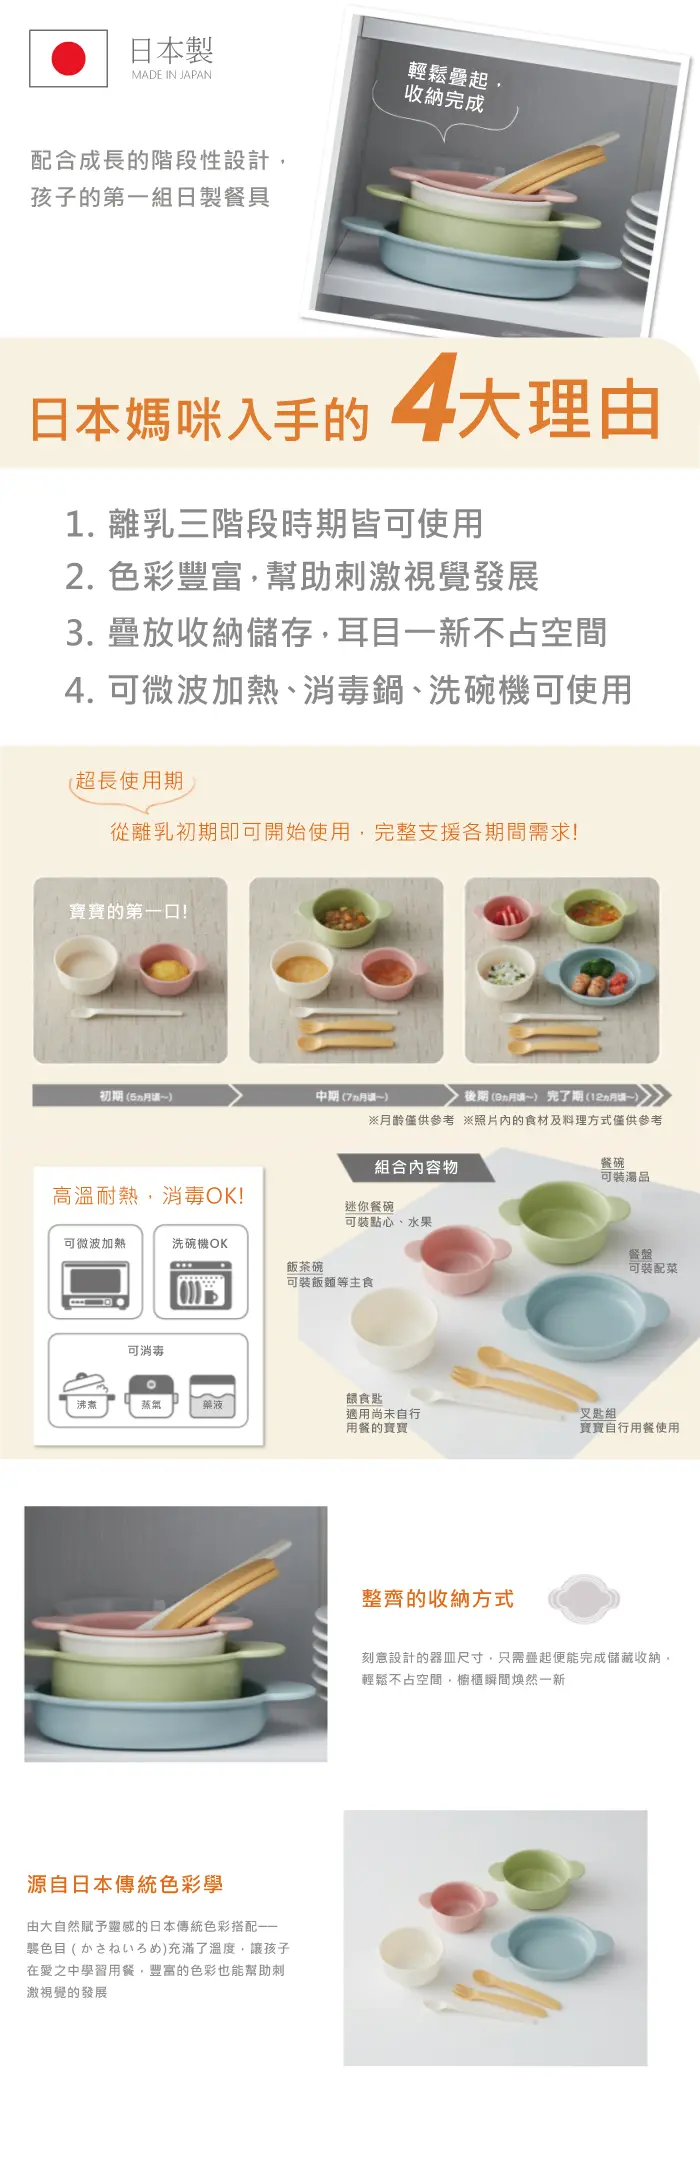 日本製
MADE IN JAPAN
輕鬆疊起，
收納完成
配合成長的階段性設計，
孩子的第一組日製餐具
日本媽咪入手的 4大理由
1. 離乳三階段時期皆可使用
2. 色彩豐富，幫助刺激視覺發展
3. 疊放收納儲存，耳目一新不占空間
4. 可微波加熱、消毒鍋、洗碗機可使用
超長使用期
從離乳初期即可開始使用，完整支援各期間需求!
寶寶的第一口!
初期 (5ヵ月頃~)
中期 (7ヵ月頃~)
後期 (9ヵ月頃~)
完了期 (12ヵ月頃~)
※月齡僅供參考 ※照片內的食材及料理方式僅供參考
高溫耐熱，消毒OK!
可微波加熱
洗碗機OK
可消毒
沸煮
蒸氣
藥液
組合內容物
餐碗
可裝湯品
迷你餐碗
可裝點心、水果
餐盤
可裝配菜
飯茶碗
可裝飯麵等主食
餵食匙
適用尚未自行
用餐的寶寶
叉匙組
寶寶自行用餐使用
整齊的收納方式
刻意設計的器皿尺寸，只需疊起便能完成儲藏收納，
輕鬆不占空間，櫥櫃瞬間煥然一新
源自日本傳統色彩學
由大自然賦予靈感的日本傳統色彩搭配──
襲色目 ( かさねいろめ)充滿了溫度，讓孩子
在愛之中學習用餐，豐富的色彩也能幫助刺
激視覺的發展